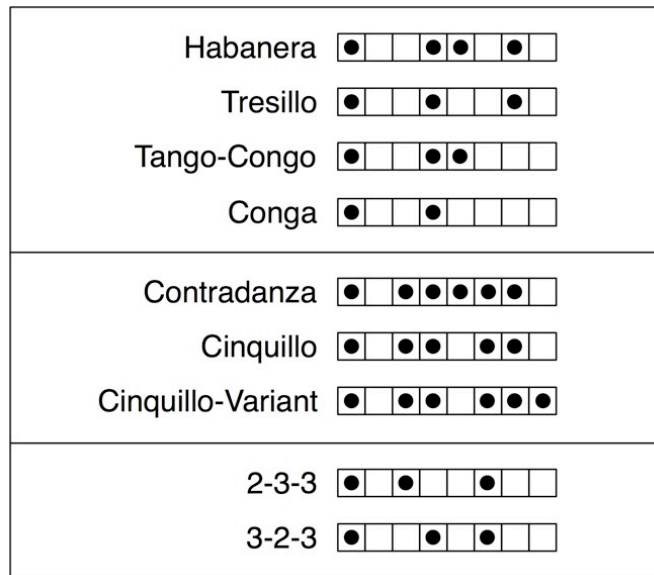 Habanera
Tresillo
Tango-Congo
Conga
Contradanza
Cinquillo
Cinquillo-Variant
2-3-3
3-2-3